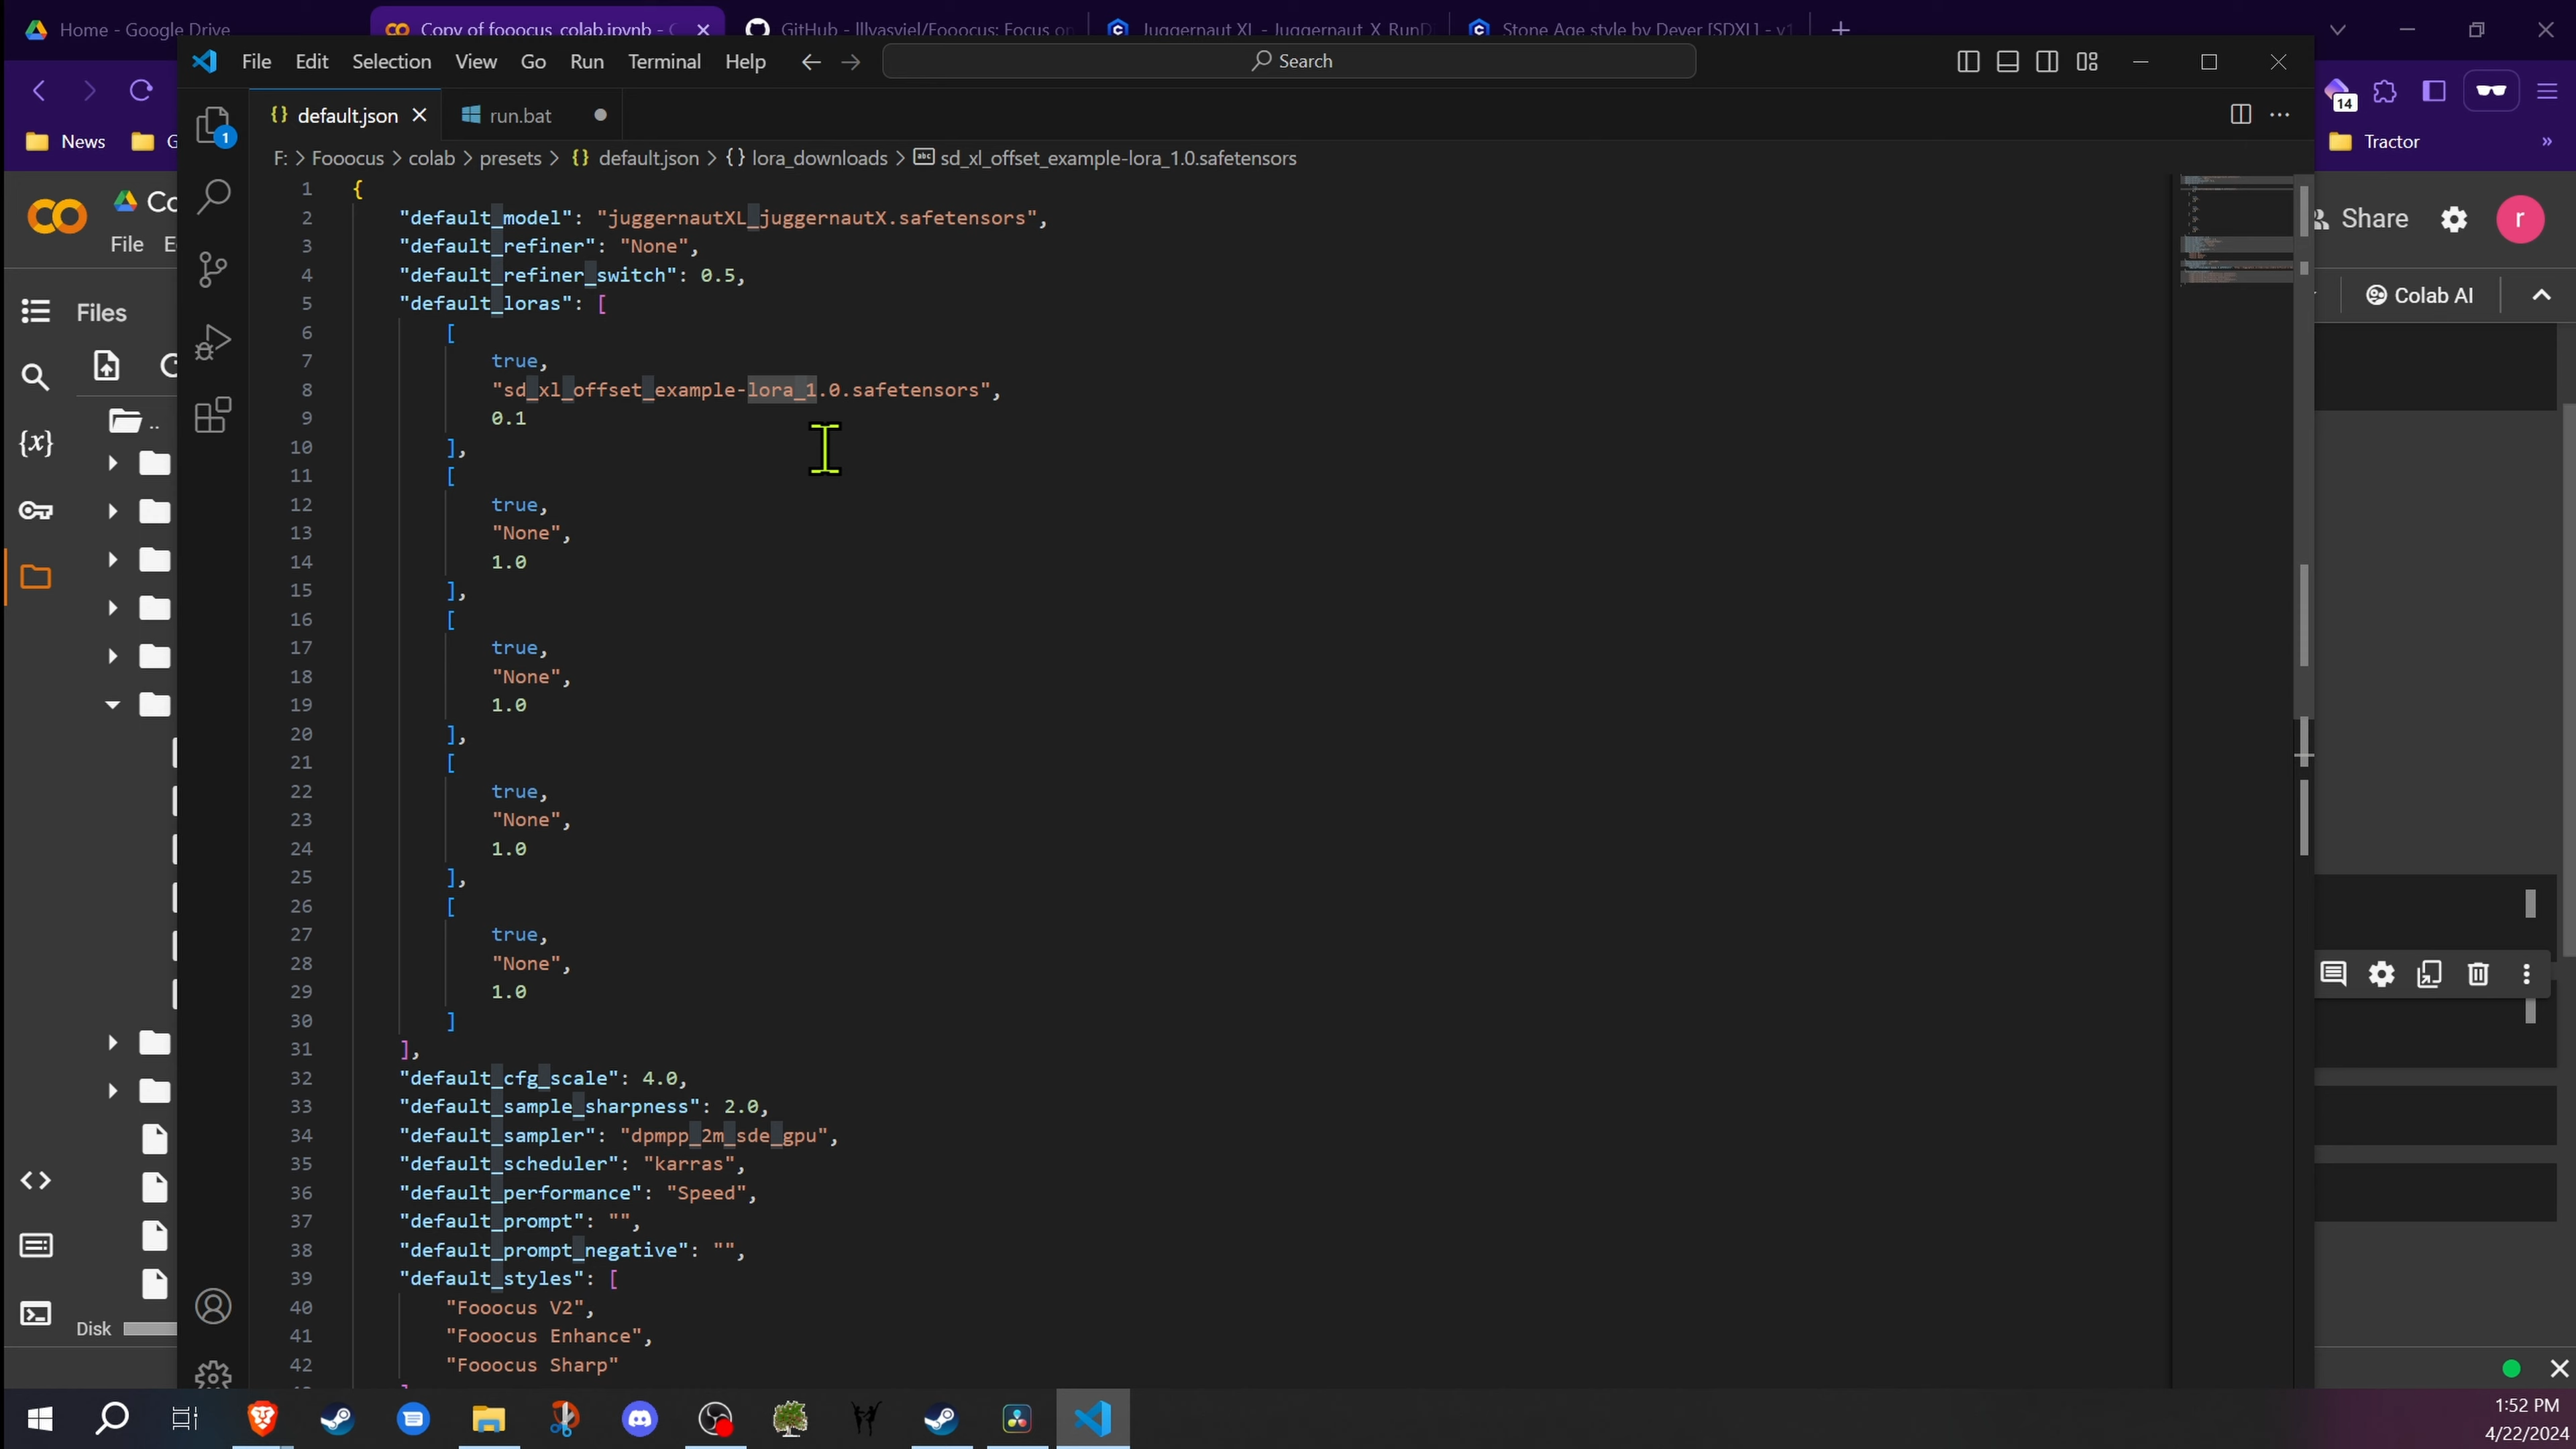 Home - Google Drive
Copy of fooocus_colab.ipynb - C
GitHub - lllyasviel/Fooocus: Focus on
Juggernaut XL - Juggernaut_X_RunD
Stone Age style by Dever [SDXL] - v1
File Edit Selection View Go Run Terminal Help
Search
14
News
G
Tractor
»
default.json
run.bat
1
F: > Fooocus > colab > presets > {} default.json > {} lora_downloads > abc sd_xl_offset_example-lora_1.0.safetensors
Co
File E
Share
r
Colab AI
Files
{x}
..
Disk
1 {
2 "default_model": "juggernautXL_juggernautX.safetensors",
3 "default_refiner": "None",
4 "default_refiner_switch": 0.5,
5 "default_loras": [
6 [
7 true,
8 "sd_xl_offset_example-lora_1.0.safetensors",
9 0.1
10 ],
11 [
12 true,
13 "None",
14 1.0
15 ],
16 [
17 true,
18 "None",
19 1.0
20 ],
21 [
22 true,
23 "None",
24 1.0
25 ],
26 [
27 true,
28 "None",
29 1.0
30 ]
31 ],
32 "default_cfg_scale": 4.0,
33 "default_sample_sharpness": 2.0,
34 "default_sampler": "dpmpp_2m_sde_gpu",
35 "default_scheduler": "karras",
36 "default_performance": "Speed",
37 "default_prompt": "",
38 "default_prompt_negative": "",
39 "default_styles": [
40 "Fooocus V2",
41 "Fooocus Enhance",
42 "Fooocus Sharp"
1:52 PM
4/22/2024